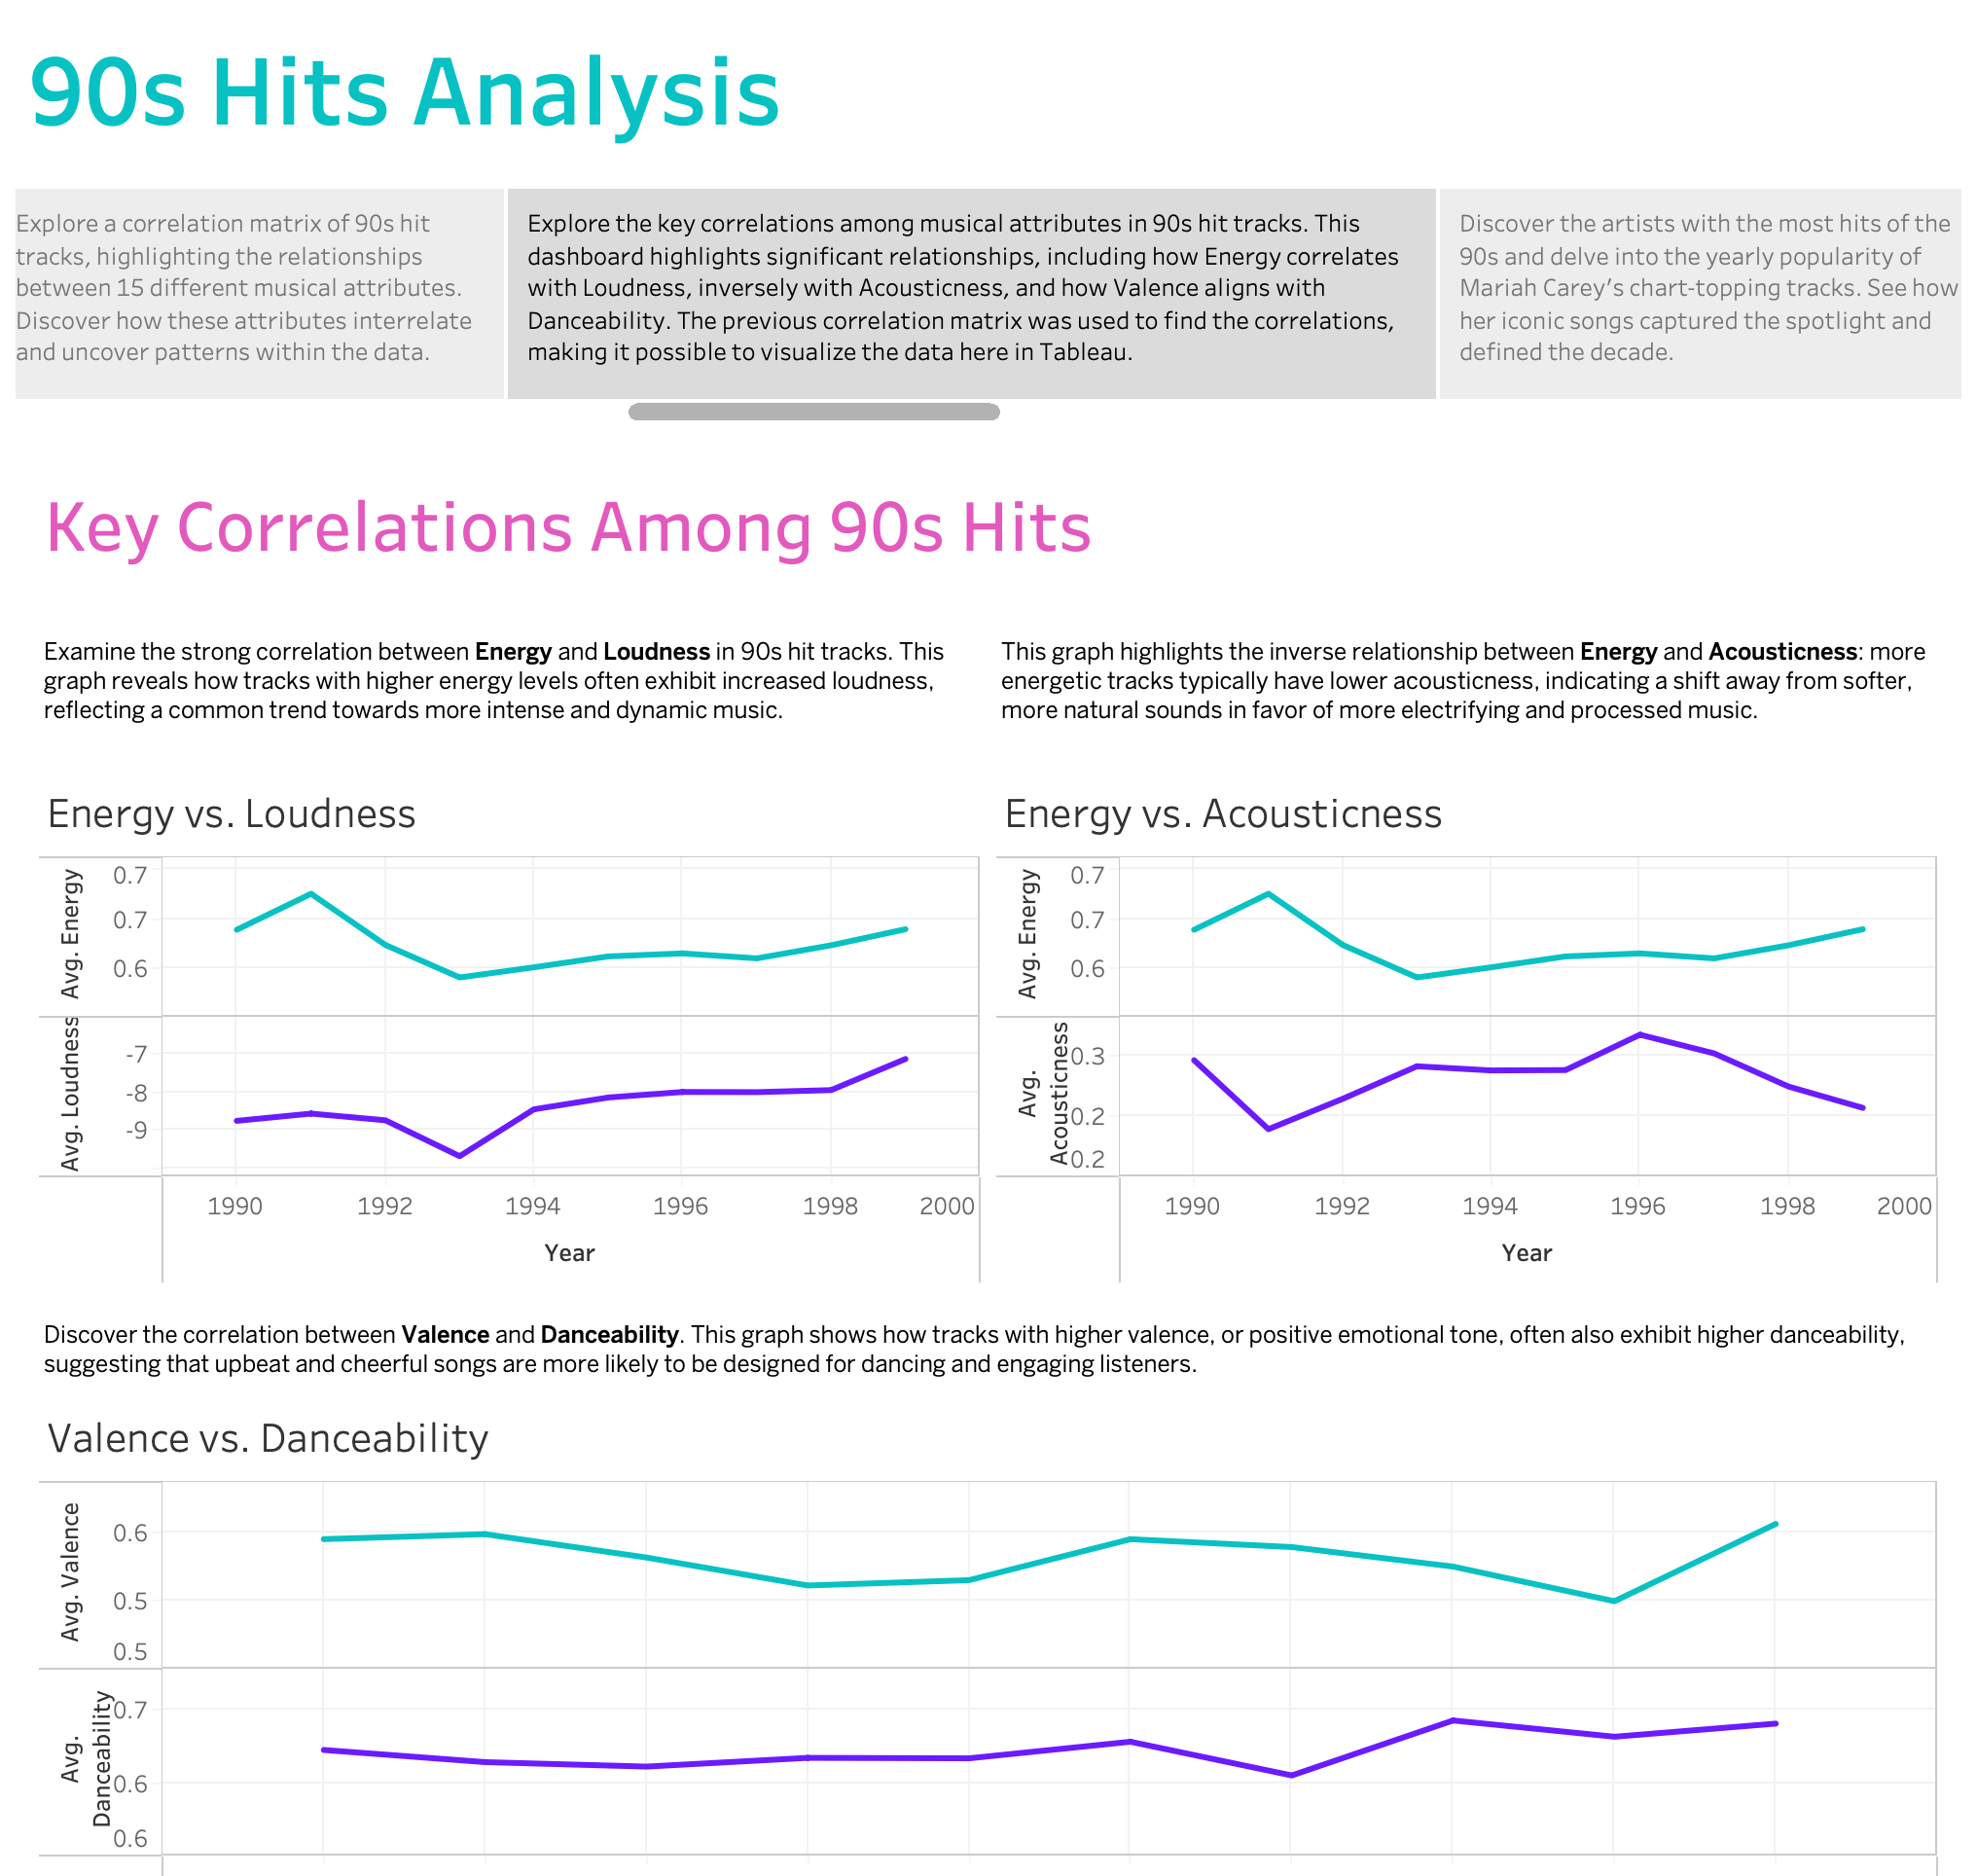 90s Hits Analysis
Explore a correlation matrix of 90s hit
tracks, highlighting the relationships
between 15 different musical attributes.
Discover how these attributes interrelate
and uncover patterns within the data.
Explore the key correlations among musical attributes in 90s hit tracks. This
dashboard highlights significant relationships, including how Energy correlates
with Loudness, inversely with Acousticness, and how Valence aligns with
Danceability. The previous correlation matrix was used to find the correlations,
making it possible to visualize the data here in Tableau.
Discover the artists with the most hits of the
90s and delve into the yearly popularity of
Mariah Carey's chart-topping tracks. See how
her iconic songs captured the spotlight and
defined the decade.
Key Correlations Among 90s Hits
Examine the strong correlation between Energy and Loudness in 90s hit tracks. This
graph reveals how tracks with higher energy levels often exhibit increased loudness,
reflecting a common trend towards more intense and dynamic music.
This graph highlights the inverse relationship between Energy and Acousticness: more
energetic tracks typically have lower acousticness, indicating a shift away from softer,
more natural sounds in favor of more electrifying and processed music.
Energy vs. Loudness
Avg. Energy
0.7
0.7
0.6
Avg. Loudness
-7
-8
-9
1990 1992 1994 1996 1998 2000
Year
Energy vs. Acousticness
Avg. Energy
0.7
0.7
0.6
Avg.
Acousticness
0.3
0.2
0.2
1990 1992 1994 1996 1998 2000
Year
Discover the correlation between Valence and Danceability. This graph shows how tracks with higher valence, or positive emotional tone, often also exhibit higher danceability,
suggesting that upbeat and cheerful songs are more likely to be designed for dancing and engaging listeners.
Valence vs. Danceability
Avg. Valence
0.6
0.5
0.5
Avg.
Danceability
0.7
0.6
0.6